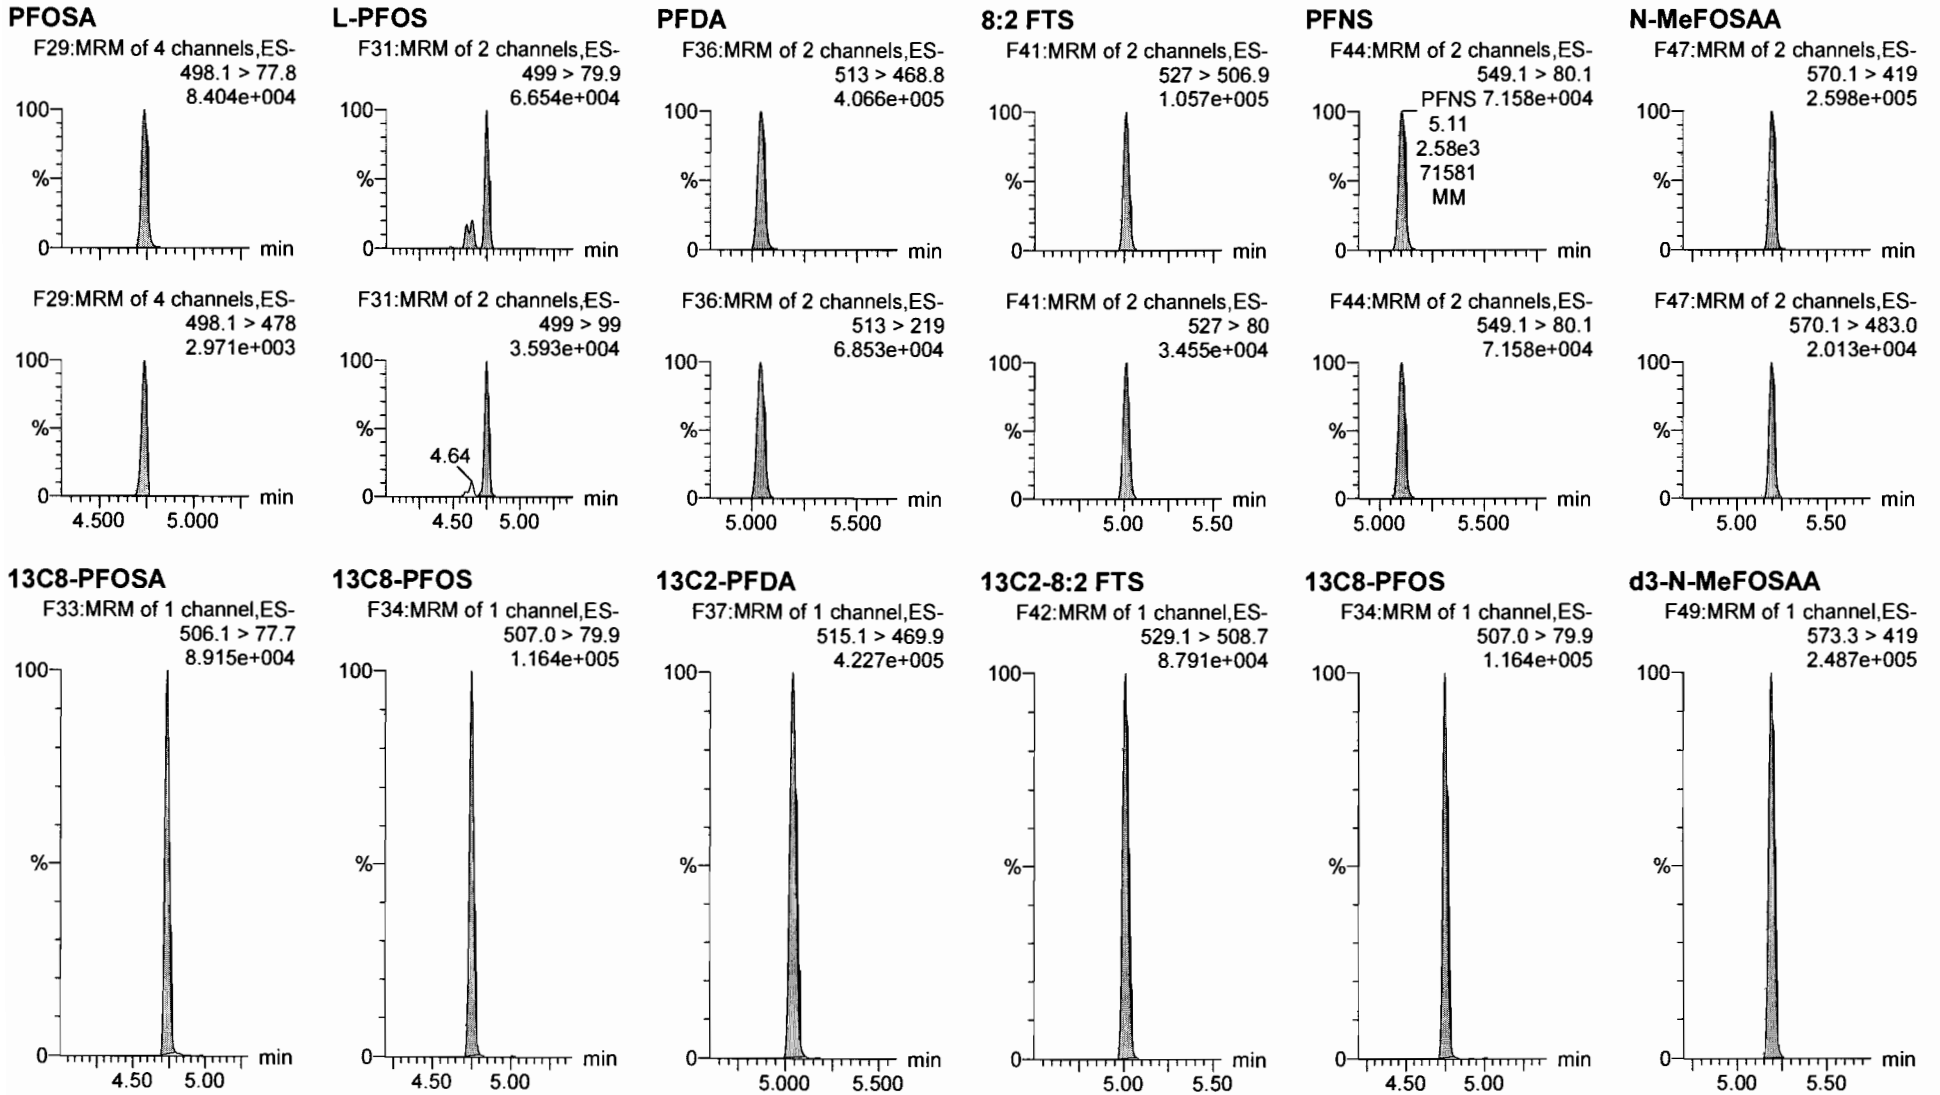 PFOSA
F29:MRM of 4 channels,ES-
498.1 > 77.8
8.404e+004
100
%
0
min
F29:MRM of 4 channels,ES-
498.1 > 478
2.971e+003
100
%
0
min
4.500 5.000
L-PFOS
F31:MRM of 2 channels,ES-
499 > 79.9
6.654e+004
100
%
0
min
F31:MRM of 2 channels,ES-
499 > 99
3.593e+004
100
%
4.64
0
min
4.50 5.00
PFDA
F36:MRM of 2 channels,ES-
513 > 468.8
4.066e+005
100
%
0
min
F36:MRM of 2 channels,ES-
513 > 219
6.853e+004
100
%
0
min
5.000 5.500
8:2 FTS
F41:MRM of 2 channels,ES-
527 > 506.9
1.057e+005
100
%
0
min
F41:MRM of 2 channels,ES-
527 > 80
3.455e+004
100
%
0
min
5.00 5.50
PFNS
F44:MRM of 2 channels,ES-
549.1 > 80.1
PFNS 7.158e+004
100
5.11
2.58e3
71581
MM
%
0
min
F44:MRM of 2 channels,ES-
549.1 > 80.1
7.158e+004
100
%
0
min
5.000 5.500
N-MeFOSAA
F47:MRM of 2 channels,ES-
570.1 > 419
2.598e+005
100
%
0
min
F47:MRM of 2 channels,ES-
570.1 > 483.0
2.013e+004
100
%
0
min
5.00 5.50
13C8-PFOSA
F33:MRM of 1 channel,ES-
506.1 > 77.7
8.915e+004
100
%
0
min
4.50 5.00
13C8-PFOS
F34:MRM of 1 channel,ES-
507.0 > 79.9
1.164e+005
100
%
0
min
4.50 5.00
13C2-PFDA
F37:MRM of 1 channel,ES-
515.1 > 469.9
4.227e+005
100
%
0
min
5.000 5.500
13C2-8:2 FTS
F42:MRM of 1 channel,ES-
529.1 > 508.7
8.791e+004
100
%
0
min
5.00 5.50
13C8-PFOS
F34:MRM of 1 channel,ES-
507.0 > 79.9
1.164e+005
100
%
0
min
4.50 5.00
d3-N-MeFOSAA
F49:MRM of 1 channel,ES-
573.3 > 419
2.487e+005
100
%
0
min
5.00 5.50